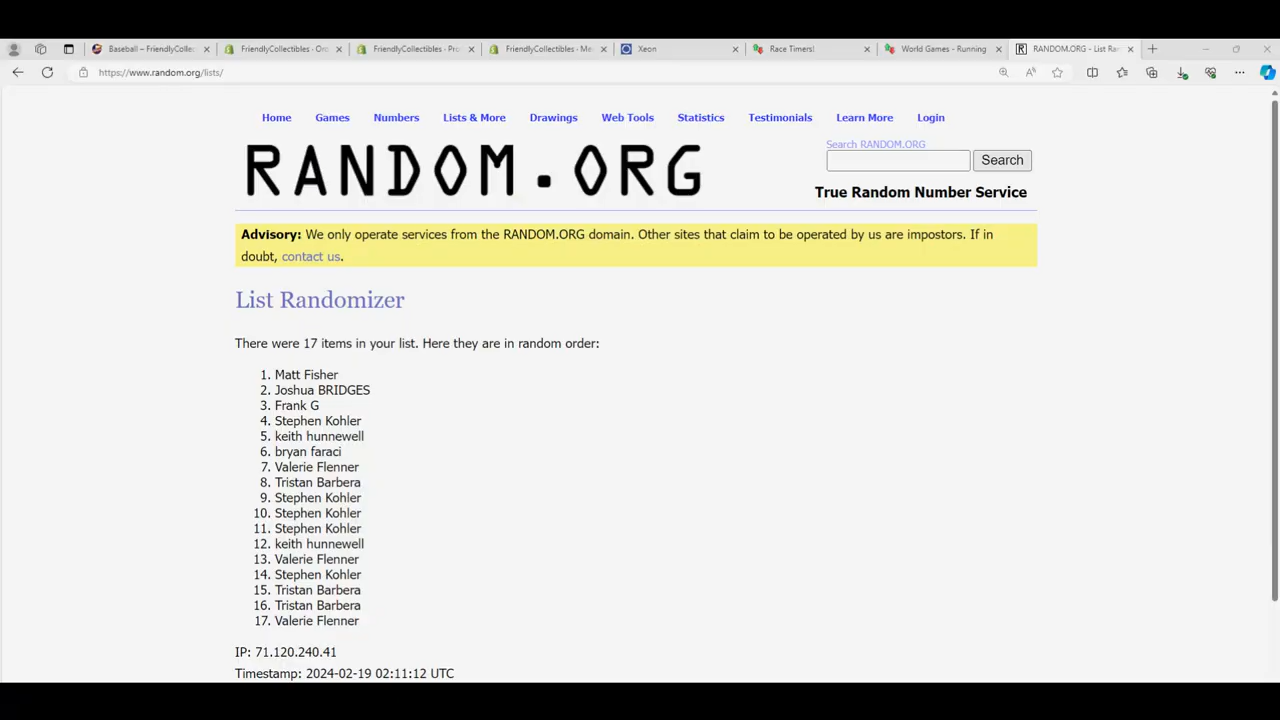 Baseball – FriendlyCollec
FriendlyCollectibles · Or
FriendlyCollectibles · Pro
FriendlyCollectibles · Me
Xeon
Race Timers!
World Games - Running
RANDOM.ORG - List Ra
https://www.random.org/lists/
Home Games Numbers Lists & More Drawings Web Tools Statistics Testimonials Learn More Login
RANDOM.ORG
Search RANDOM.ORG
Search
True Random Number Service
Advisory: We only operate services from the RANDOM.ORG domain. Other sites that claim to be operated by us are impostors. If in
doubt, contact us.
List Randomizer
There were 17 items in your list. Here they are in random order:
1. Matt Fisher
2. Joshua BRIDGES
3. Frank G
4. Stephen Kohler
5. keith hunnewell
6. bryan faraci
7. Valerie Flenner
8. Tristan Barbera
9. Stephen Kohler
10. Stephen Kohler
11. Stephen Kohler
12. keith hunnewell
13. Valerie Flenner
14. Stephen Kohler
15. Tristan Barbera
16. Tristan Barbera
17. Valerie Flenner
IP: 71.120.240.41
Timestamp: 2024-02-19 02:11:12 UTC